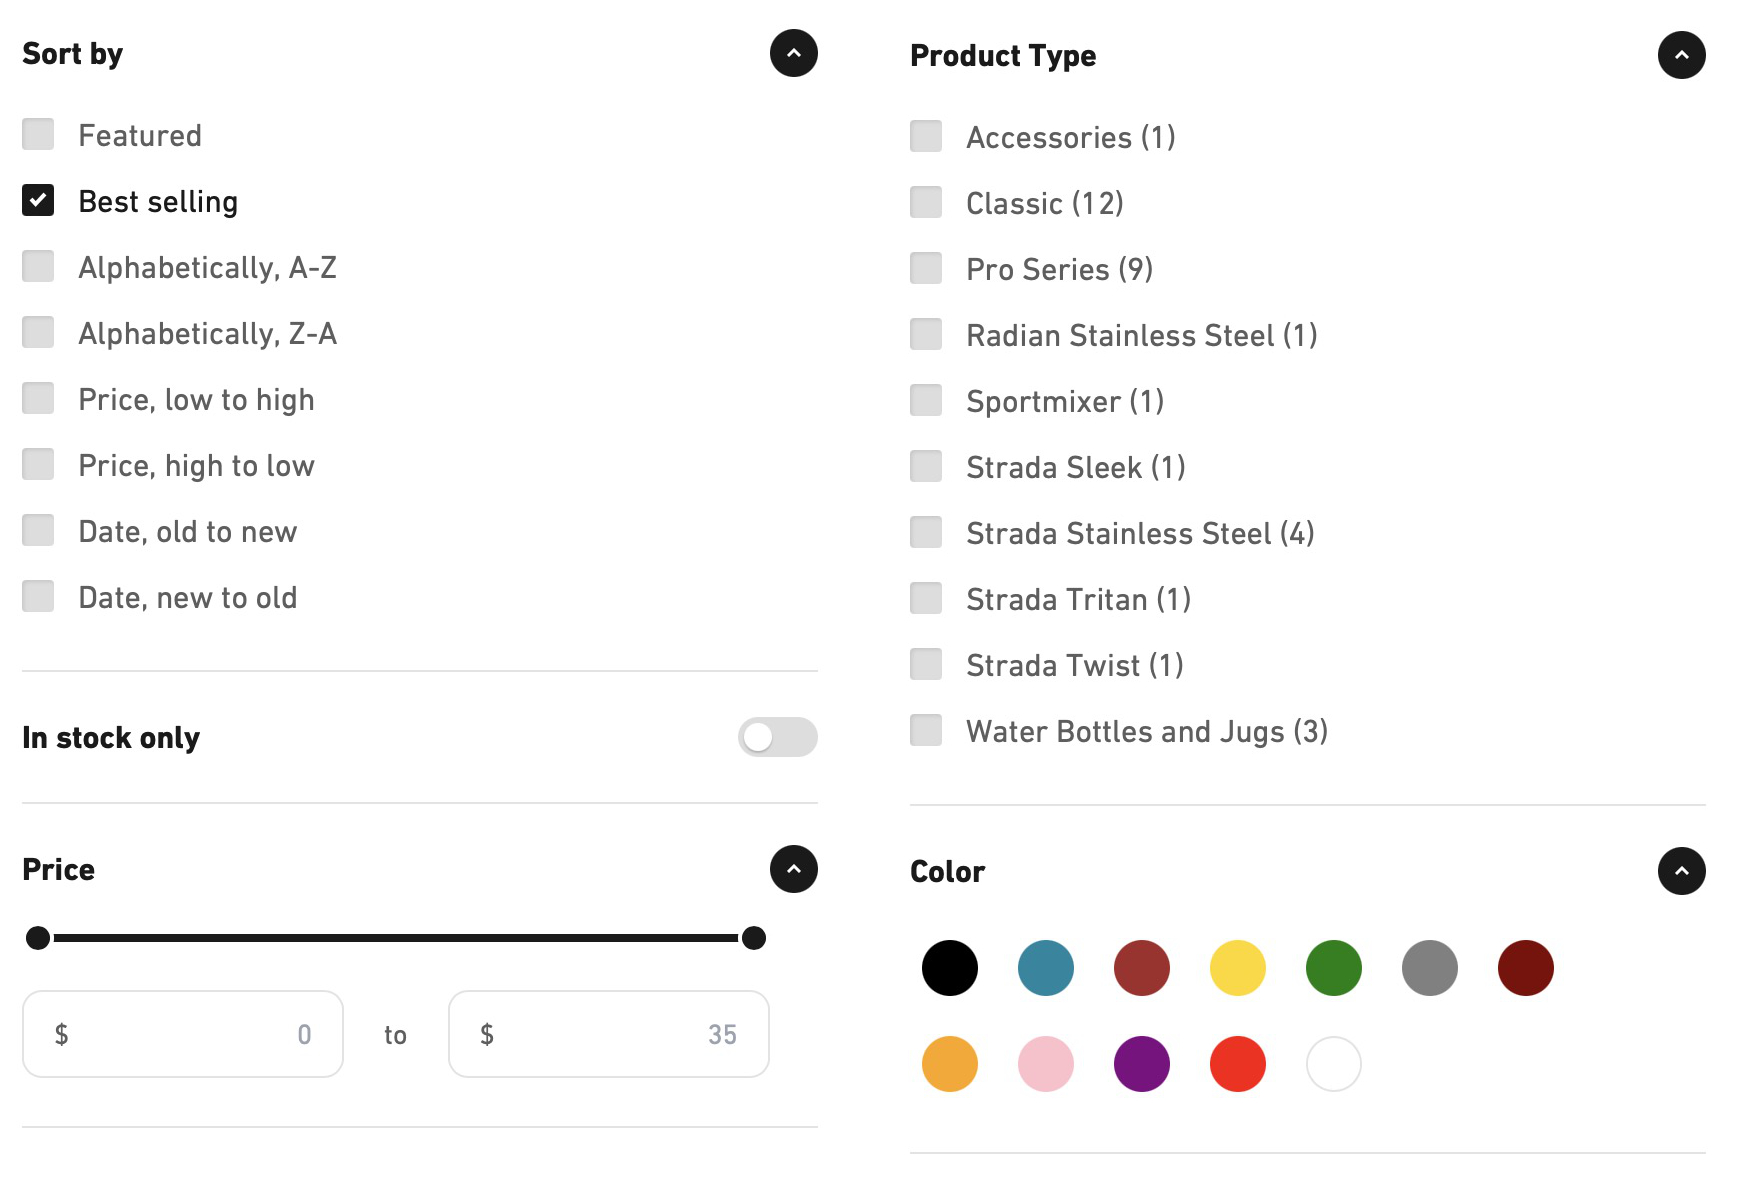 Sort by
Featured
Best selling
Alphabetically, A-Z
Alphabetically, Z-A
Price, low to high
Price, high to low
Date, old to new
Date, new to old
In stock only
Price
$ 0 to $ 35
Product Type
Accessories (1)
Classic (12)
Pro Series (9)
Radian Stainless Steel (1)
Sportmixer (1)
Strada Sleek (1)
Strada Stainless Steel (4)
Strada Tritan (1)
Strada Twist (1)
Water Bottles and Jugs (3)
Color